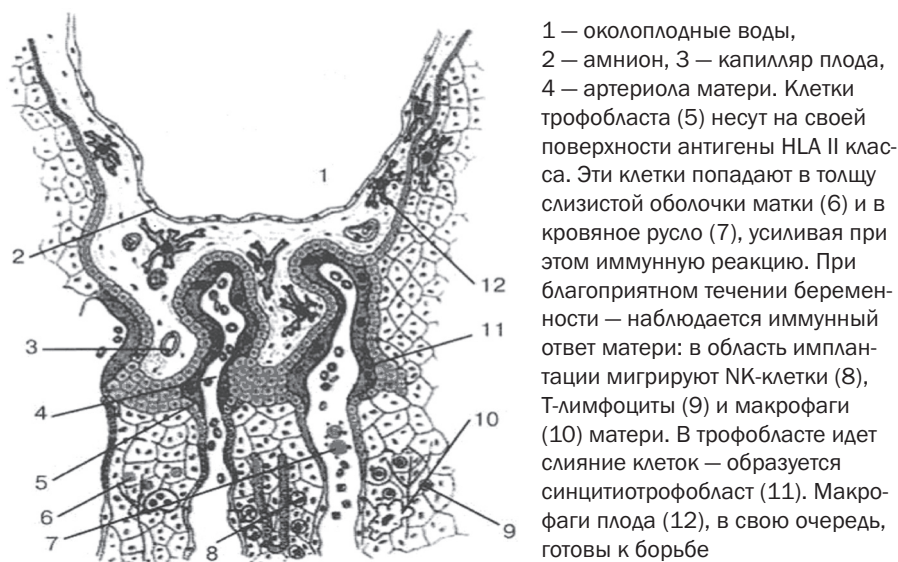 1 — околоплодные воды,
2 — амнион, 3 — капилляр плода,
4 — артериола матери. Клетки
трофобласта (5) несут на своей
поверхности антигены HLA II клас-
са. Эти клетки попадают в толщу
слизистой оболочки матки (6) и в
кровяное русло (7), усиливая при
этом иммунную реакцию. При
благоприятном течении беремен-
ности — наблюдается иммунный
ответ матери: в область имплан-
тации мигрируют NK-клетки (8),
Т-лимфоциты (9) и макрофаги
(10) матери. В трофобласте идет
слияние клеток — образуется
синцитиотрофобласт (11). Макро-
фаги плода (12), в свою очередь,
готовы к борьбе
1
2
12
3
11
4
10
5
6
7
8
9